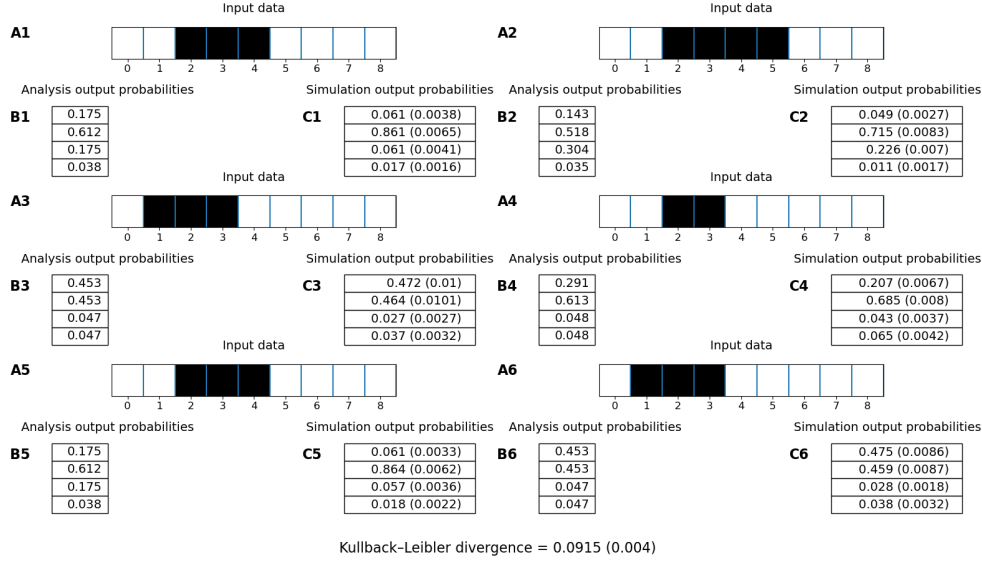 Input data Input data
A1 A2
0 1 2 3 4 5 6 7 8 0 1 2 3 4 5 6 7 8
Analysis output probabilities Simulation output probabilities Analysis output probabilities Simulation output probabilities
B1 0.175 C1 0.061 (0.0038) B2 0.143 C2 0.049 (0.0027)
0.612 0.861 (0.0065) 0.518 0.715 (0.0083)
0.175 0.061 (0.0041) 0.304 0.226 (0.007)
0.038 0.017 (0.0016) 0.035 0.011 (0.0017)
Input data Input data
A3 A4
0 1 2 3 4 5 6 7 8 0 1 2 3 4 5 6 7 8
Analysis output probabilities Simulation output probabilities Analysis output probabilities Simulation output probabilities
B3 0.453 C3 0.472 (0.01) B4 0.291 C4 0.207 (0.0067)
0.453 0.464 (0.0101) 0.613 0.685 (0.008)
0.047 0.027 (0.0027) 0.048 0.043 (0.0037)
0.047 0.037 (0.0032) 0.048 0.065 (0.0042)
Input data Input data
A5 A6
0 1 2 3 4 5 6 7 8 0 1 2 3 4 5 6 7 8
Analysis output probabilities Simulation output probabilities Analysis output probabilities Simulation output probabilities
B5 0.175 C5 0.061 (0.0033) B6 0.453 C6 0.475 (0.0086)
0.612 0.864 (0.0062) 0.453 0.459 (0.0087)
0.175 0.057 (0.0036) 0.047 0.028 (0.0018)
0.038 0.018 (0.0022) 0.047 0.038 (0.0032)
Kullback–Leibler divergence = 0.0915 (0.004)